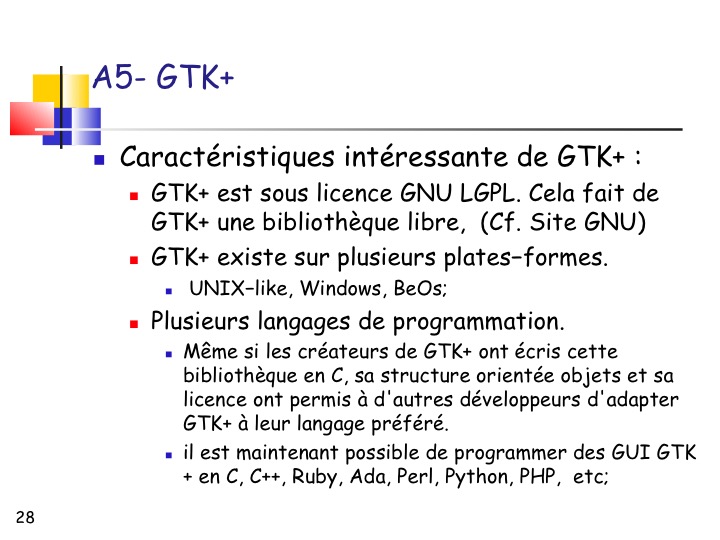 A5- GTK+
Caractéristiques intéressante de GTK+ :
GTK+ est sous licence GNU LGPL. Cela fait de
GTK+ une bibliothèque libre,  (Cf. Site GNU)
GTK+ existe sur plusieurs plates–formes.
UNIX–like, Windows, BeOs;
Plusieurs langages de programmation.
Même si les créateurs de GTK+ ont écris cette
bibliothèque en C, sa structure orientée objets et sa
licence ont permis à d'autres développeurs d'adapter
GTK+ à leur langage préféré.
il est maintenant possible de programmer des GUI GTK
+ en C, C++, Ruby, Ada, Perl, Python, PHP,  etc;
28